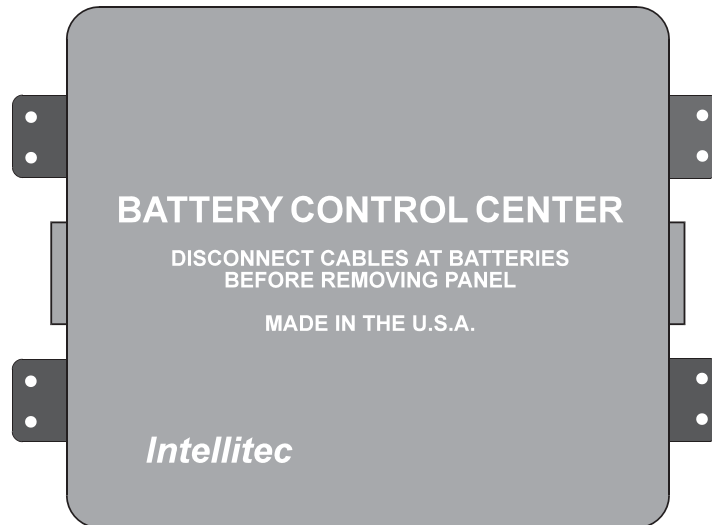 BATTERY CONTROL CENTER
DISCONNECT CABLES AT BATTERIES
BEFORE REMOVING PANEL
MADE IN THE U.S.A.
Intellitec